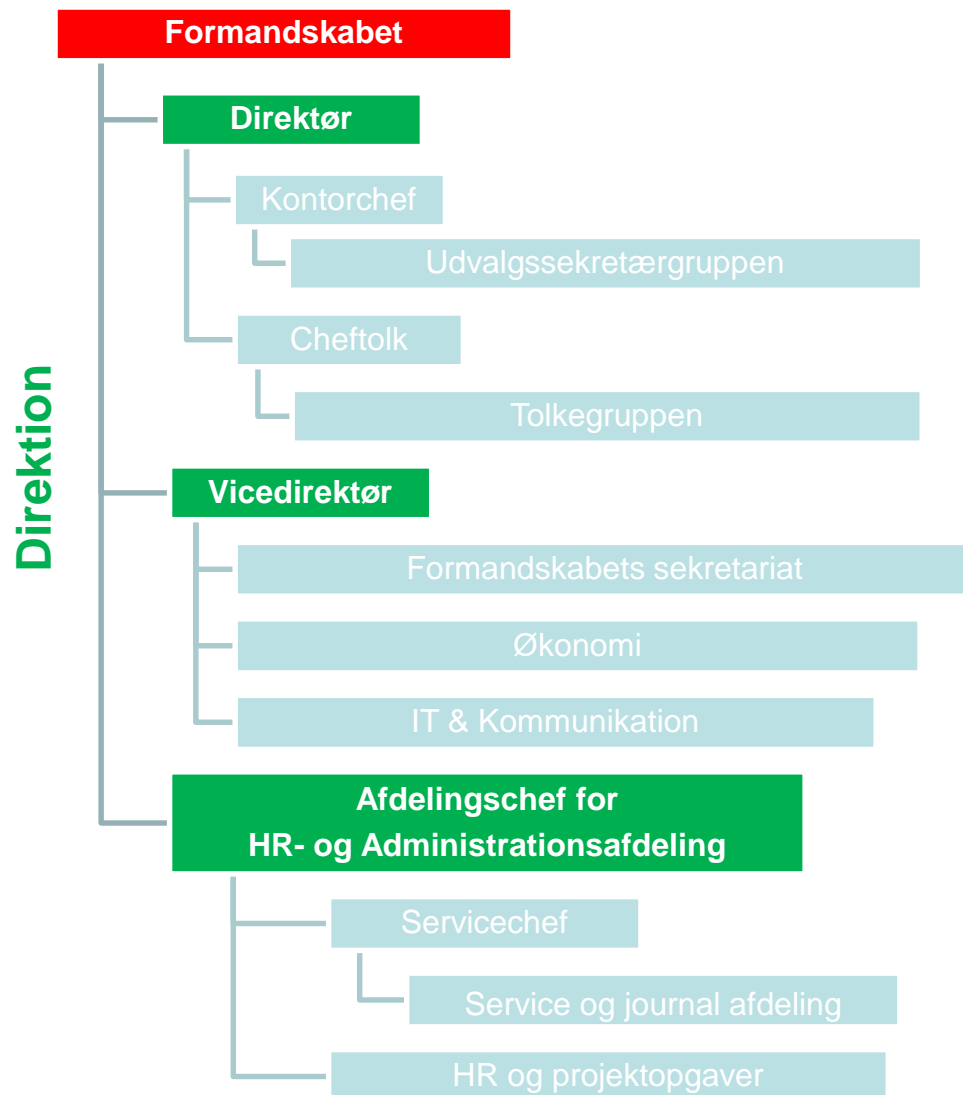 Formandskabet
Direktør
Kontorchef
Udvalgssekretærgruppen
Cheftolk
Tolkegruppen
Direktion
Vicedirektør
Formandskabets sekretariat
Økonomi
IT & Kommunikation
Afdelingschef for
HR- og Administrationsafdeling
Servicechef
Service og journal afdeling
HR og projektopgaver